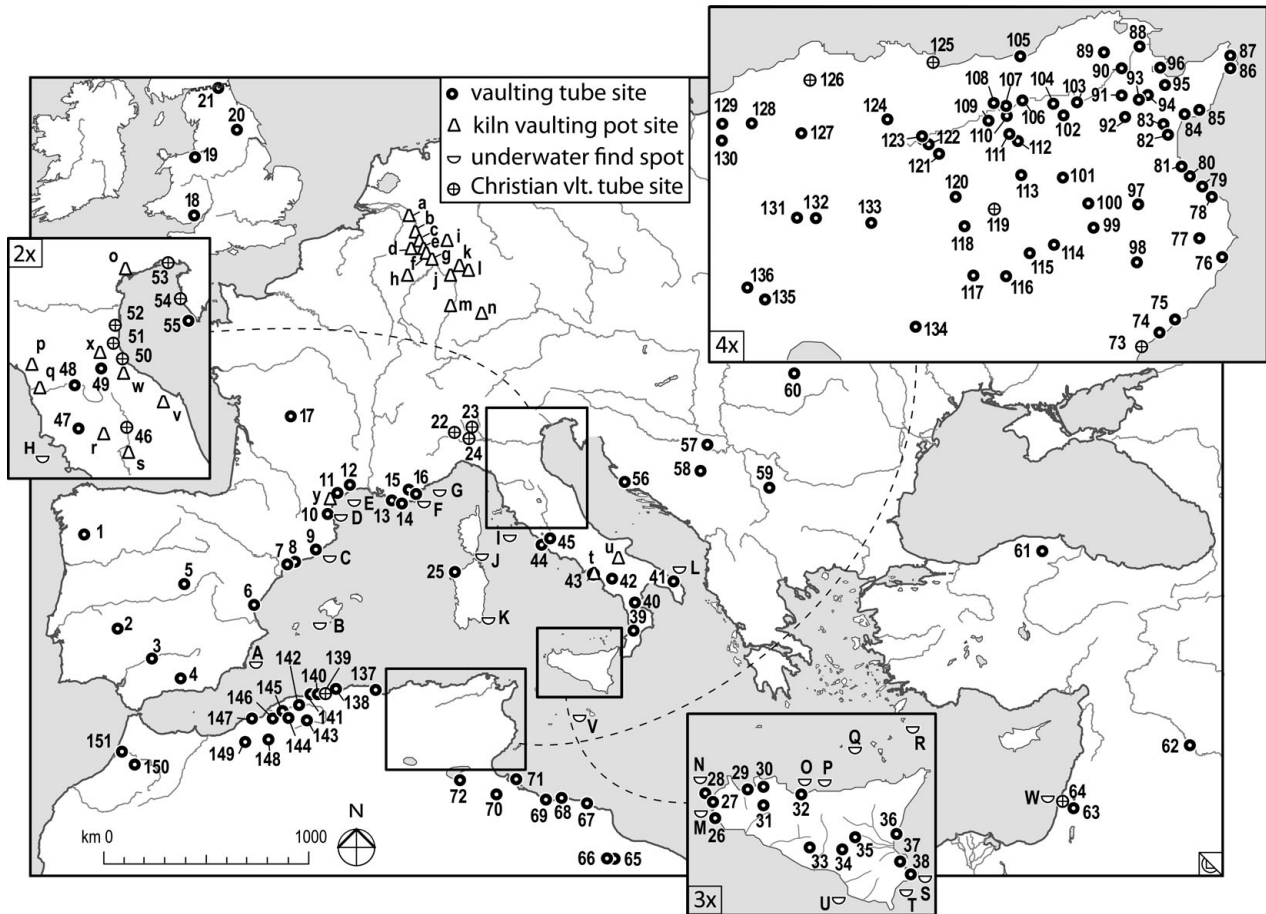 vaulting tube site
kiln vaulting pot site
underwater find spot
Christian vlt. tube site
21
20
19
18
a
b
c
d
e
f
g
h
i
j
k
l
m
n
2x
o
53
54
55
52
51
50
p
x
q
48
49
w
v
47
46
r
s
H
4x
125
105
88
89
87
86
126
90
96
108
107
104
103
93
95
129
128
124
109
106
91
94
127
110
102
92
83
84
85
130
123
122
111
112
82
121
81
80
113
101
79
120
100
97
78
131
132
133
119
99
118
77
98
76
114
115
136
117
116
135
75
74
134
73
60
17
22
23
24
57
58
59
56
11
12
15
16
G
y
E
13
14
F
10
D
1
I
45
u
61
7
8
9
C
J
44
t
L
5
25
43
42
41
6
40
2
B
K
39
3
A
4
142
140
139
137
146
145
138
147
141
V
143
144
151
149
148
150
62
71
72
70
69
68
67
64
W
63
66
65
N
km 0
1000
3x
Q
R
N
28
29
30
O
P
27
32
M
26
31
36
35
37
33
34
38
S
U
T